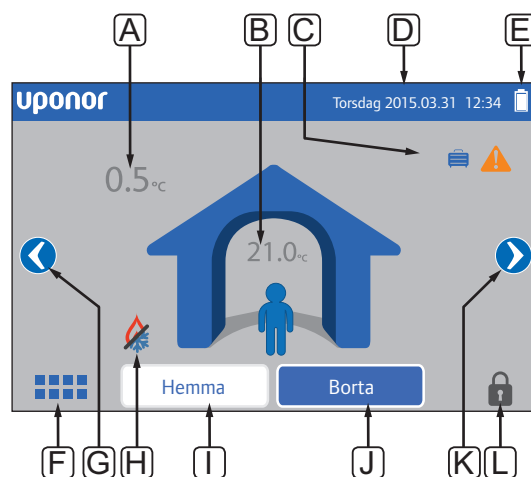 A B C D E
uponor Torsdag 2015.03.31 12:34
0.5°C
21.0°C
Hemma Borta
F G H I J K L